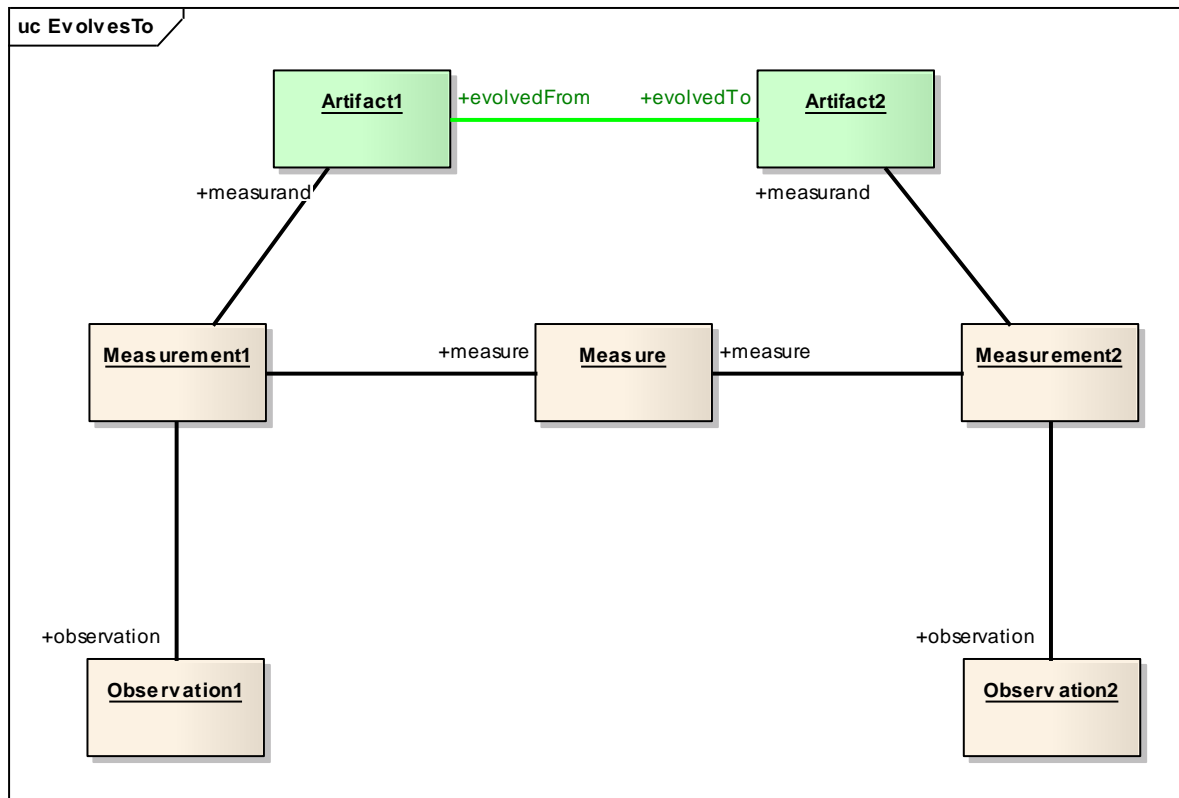 uc EvolvesTo
Artifact1
+evolvedFrom
+evolvedTo
Artifact2
+measurand
+measurand
Measurement1
+measure
Measure
+measure
Measurement2
+observation
+observation
Observation1
Observation2